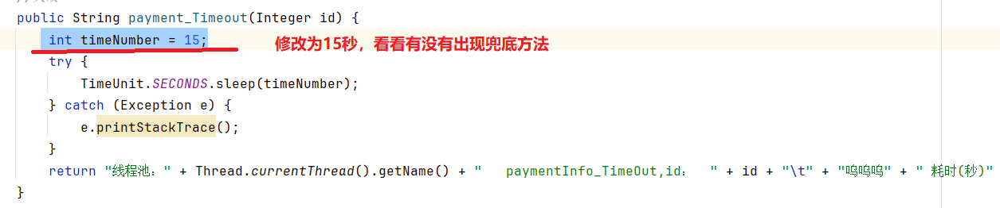 public String payment_Timeout(Integer id) {
int timeNumber = 15;
修改为15秒，看看有没有出现兜底方法
try {
TimeUnit.SECONDS.sleep(timeNumber);
} catch (Exception e) {
e.printStackTrace();
}
return "线程池：" + Thread.currentThread().getName() + "   paymentInfo_TimeOut,id：  " + id + "\t" + "呜呜呜" + " 耗时(秒)"
}